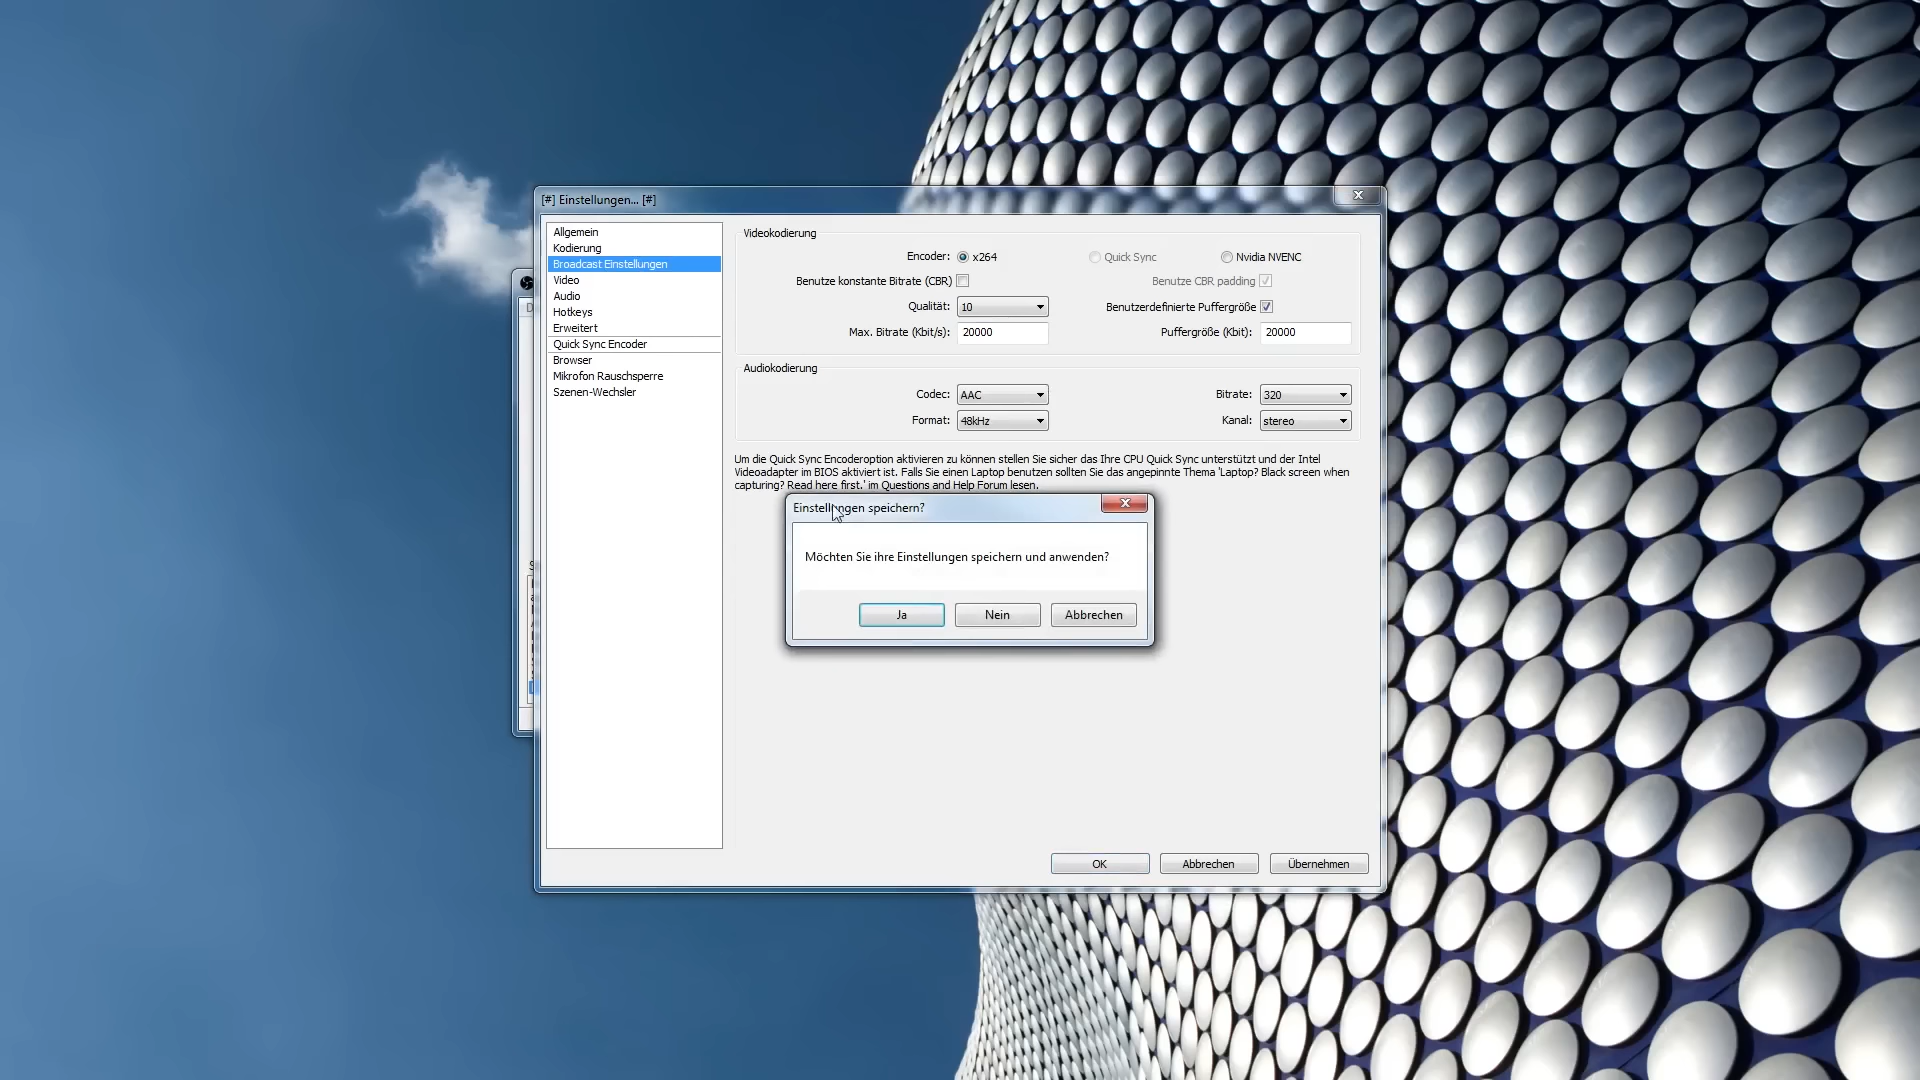 [#] Einstellungen... [#]
Allgemein
Kodierung
Broadcast Einstellungen
Video
Audio
Hotkeys
Erweitert
Quick Sync Encoder
Browser
Mikrofon Rauschsperre
Szenen-Wechsler
Videokodierung
Encoder: x264 Quick Sync Nvidia NVENC
Benutze konstante Bitrate (CBR) Benutze CBR padding
Qualität: 10 Benutzerdefinierte Puffergröße
Max. Bitrate (Kbit/s): 20000 Puffergröße (Kbit): 20000
Audiokodierung
Codec: AAC Bitrate: 320
Format: 48kHz Kanal: stereo
Um die Quick Sync Encoderoption aktivieren zu können stellen Sie sicher das Ihre CPU Quick Sync unterstützt und der Intel
Videoadapter im BIOS aktiviert ist. Falls Sie einen Laptop benutzen sollten Sie das angepinnte Thema 'Laptop? Black screen when
capturing? Read here first.' im Questions and Help Forum lesen.
Einstellungen speichern?
Möchten Sie ihre Einstellungen speichern und anwenden?
Ja Nein Abbrechen
OK Abbrechen Übernehmen